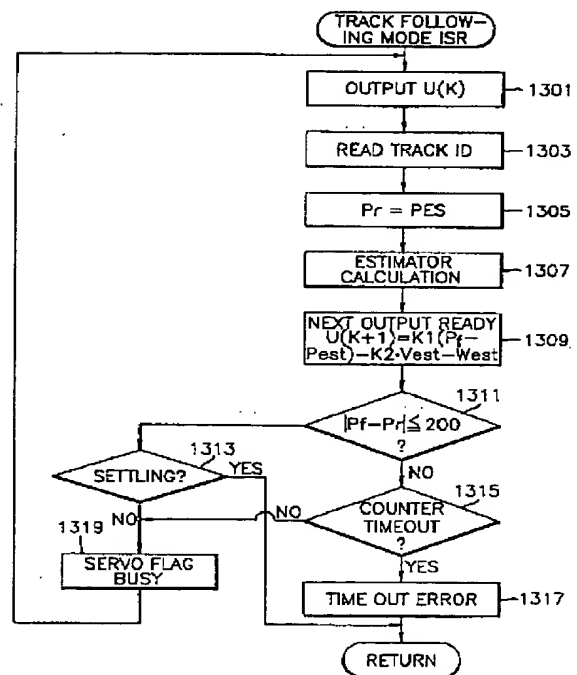 TRACK FOLLOW-
ING MODE ISR
OUTPUT U(K)
1301
READ TRACK ID
1303
Pr = PES
1305
ESTIMATOR
CALCULATION
1307
NEXT OUTPUT READY
U(K+1)=K1(Pf-
Pest)-K2·Vest-West
1309
1311
|Pf-Pr|≦200
?
1313
SETTLING?
YES
NO
1315
COUNTER
TIMEOUT
?
NO
NO
1319
SERVO FLAG
BUSY
YES
TIME OUT ERROR
1317
RETURN